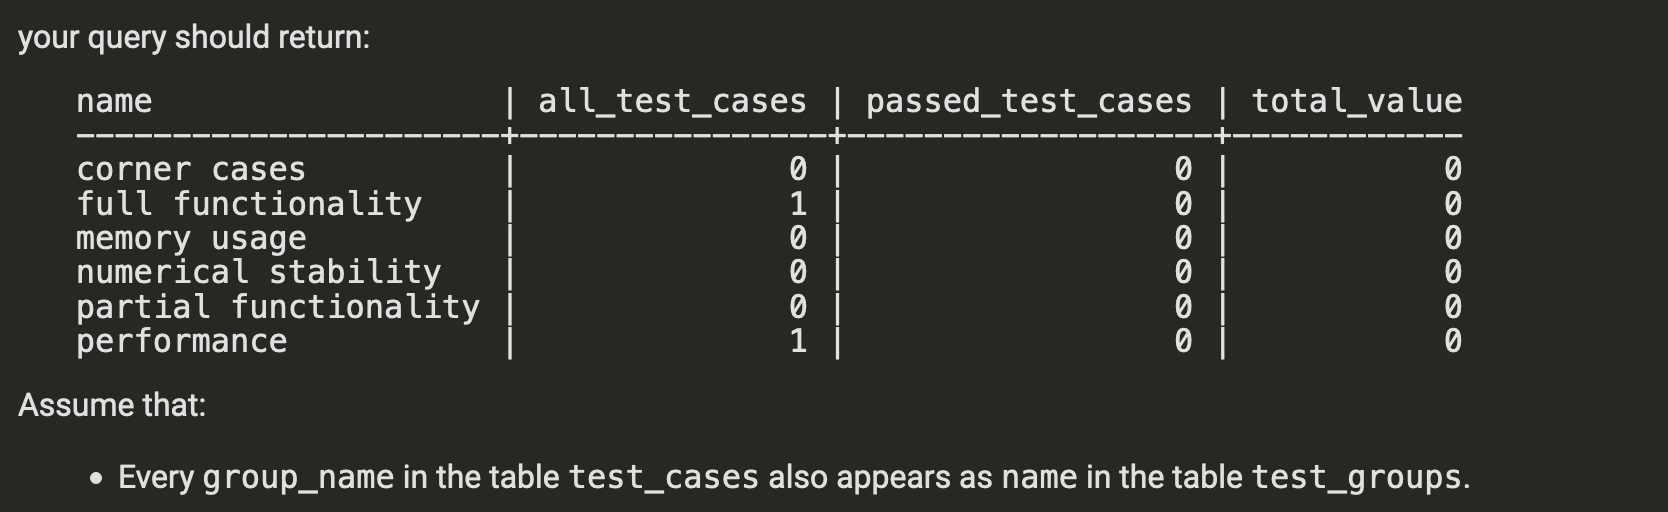 your query should return:
name | all_test_cases | passed_test_cases | total_value
----------------------+----------------+-------------------+------------
corner cases | 0 | 0 | 0
full functionality | 1 | 0 | 0
memory usage | 0 | 0 | 0
numerical stability | 0 | 0 | 0
partial functionality | 0 | 0 | 0
performance | 1 | 0 | 0
Assume that:
• Every group_name in the table test_cases also appears as name in the table test_groups.